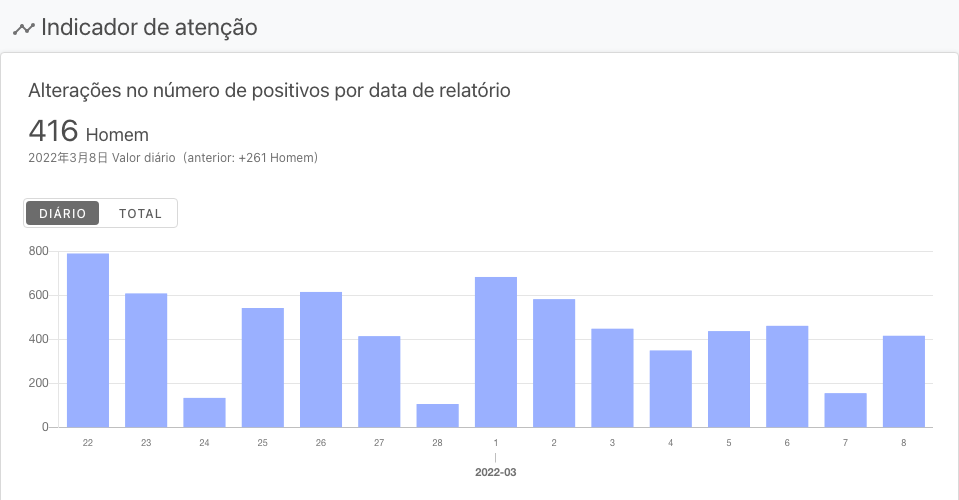 Indicador de atenção
Alterações no número de positivos por data de relatório
416 Homem
2022年3月8日 Valor diário (anterior: +261 Homem)
DIÁRIO TOTAL
800
600
400
200
0
22 23 24 25 26 27 28 1 2 3 4 5 6 7 8
2022-03